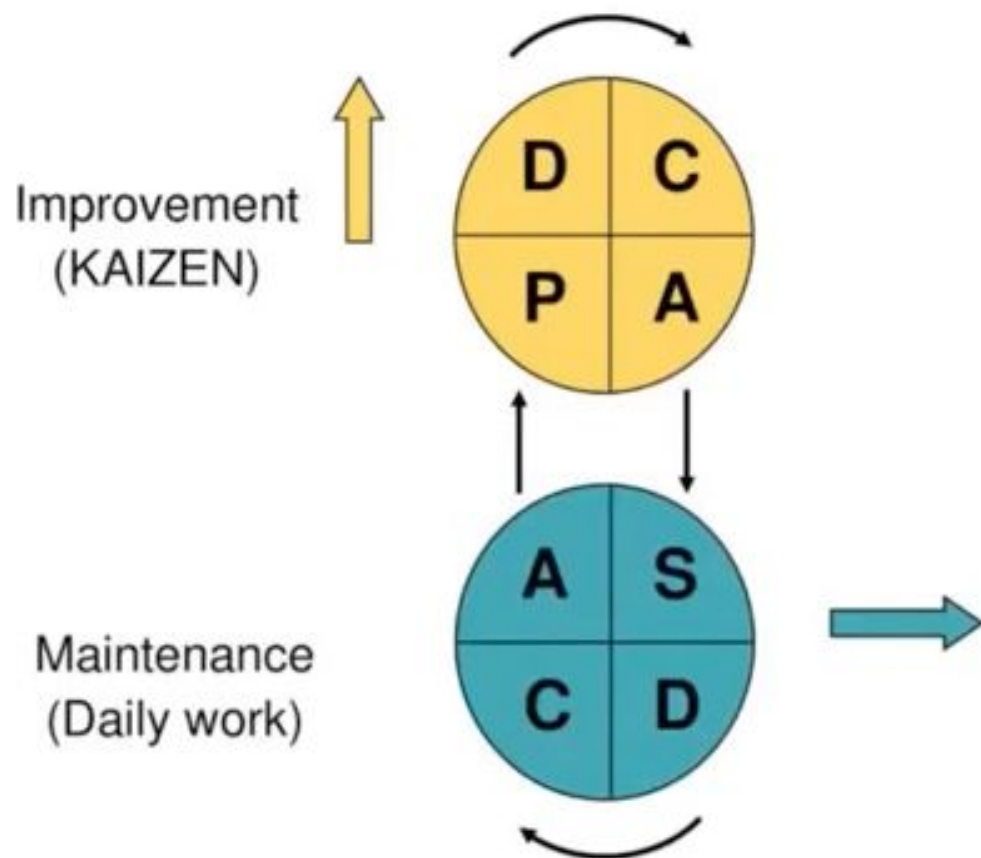 D C
Improvement
(KAIZEN)
P A
A S
Maintenance
(Daily work)
C D